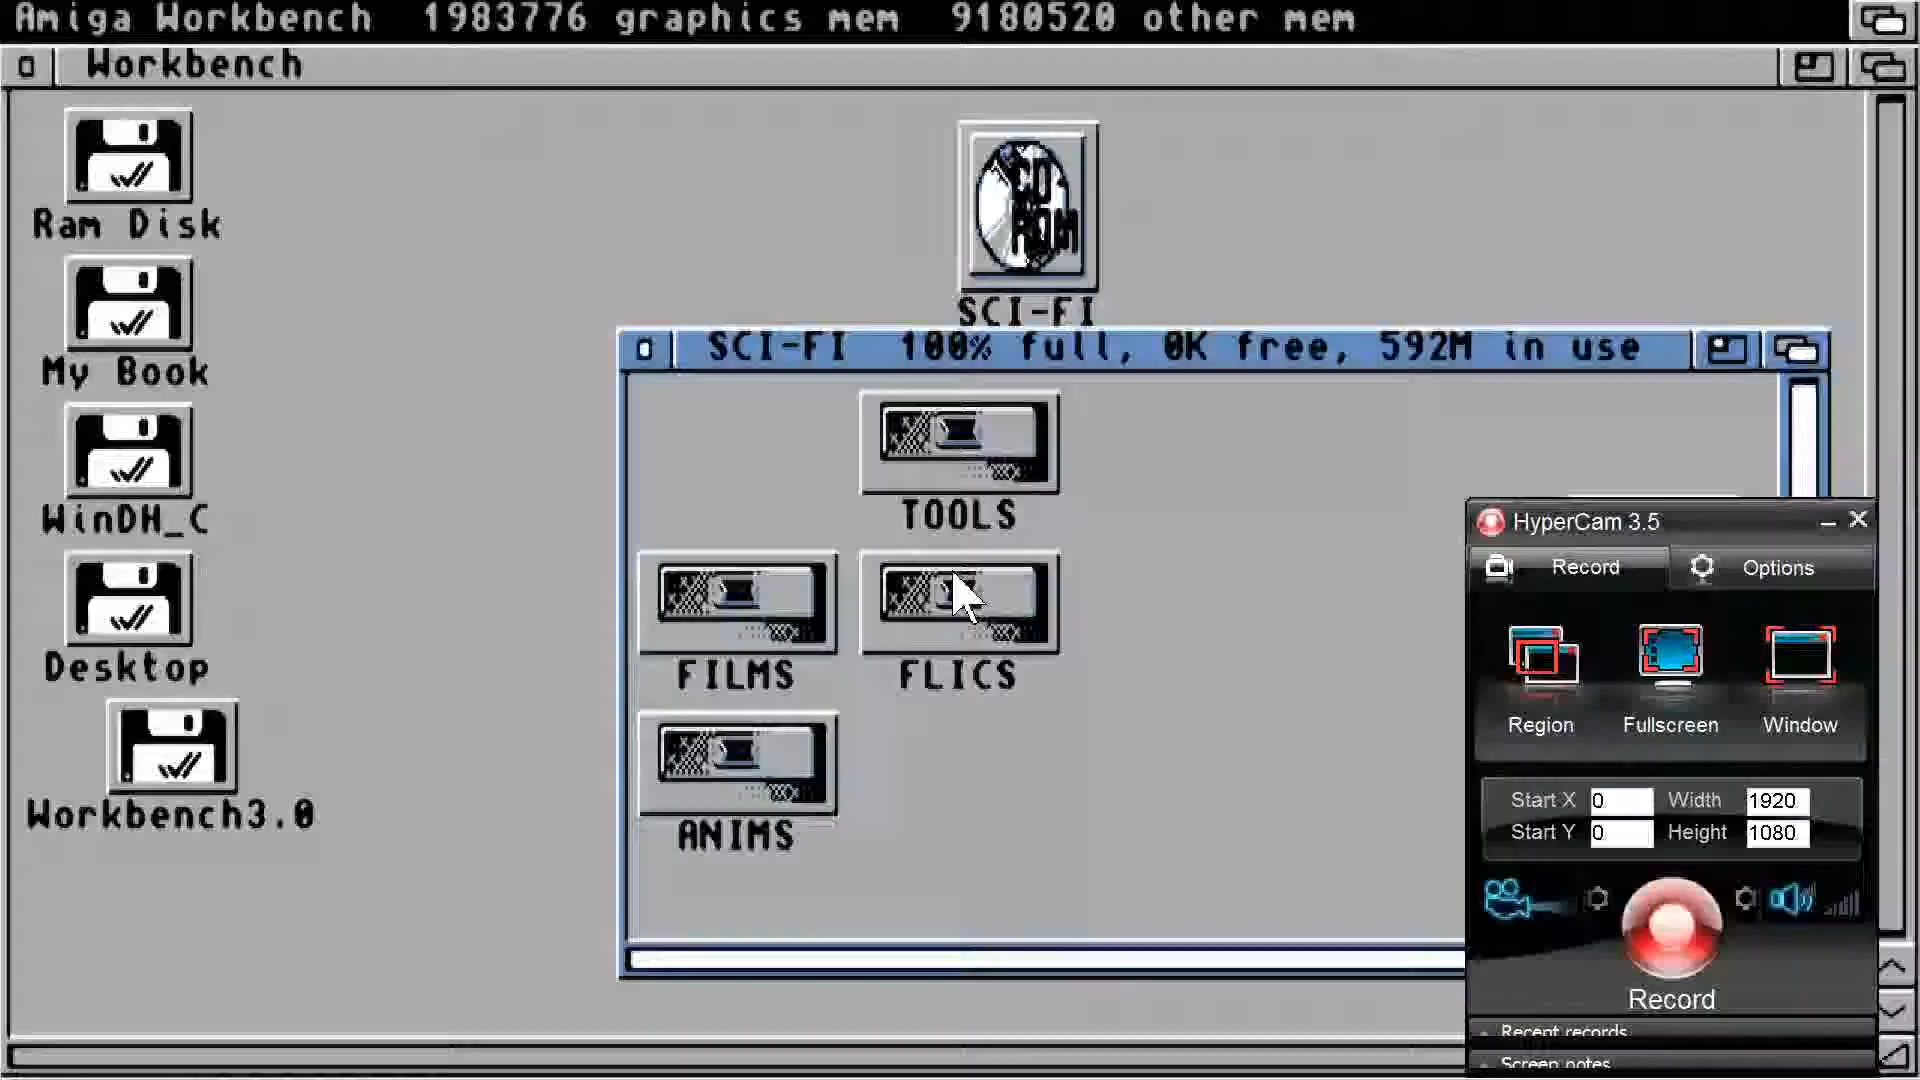 Amiga Workbench 1983776 graphics mem 9180520 other mem
Workbench
Ram Disk
My Book
WinDH_C
Desktop
Workbench3.0
CD
ROM
SCI-FI
SCI-FI 100% full, 0K free, 592M in use
TOOLS
FILMS
FLICS
ANIMS
HyperCam 3.5
Record
Options
Region
Fullscreen
Window
Start X 0 Width 1920
Start Y 0 Height 1080
Record
Recent records
Screen notes